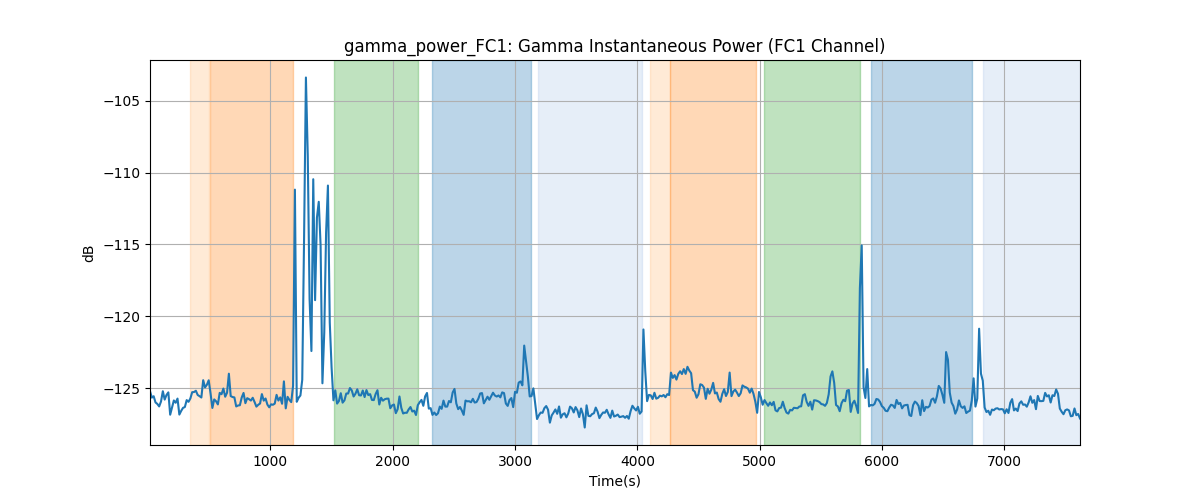 gamma_power_FC1: Gamma Instantaneous Power (FC1 Channel)
−105
−110
−115
−120
−125
dB
1000 2000 3000 4000 5000 6000 7000
Time(s)